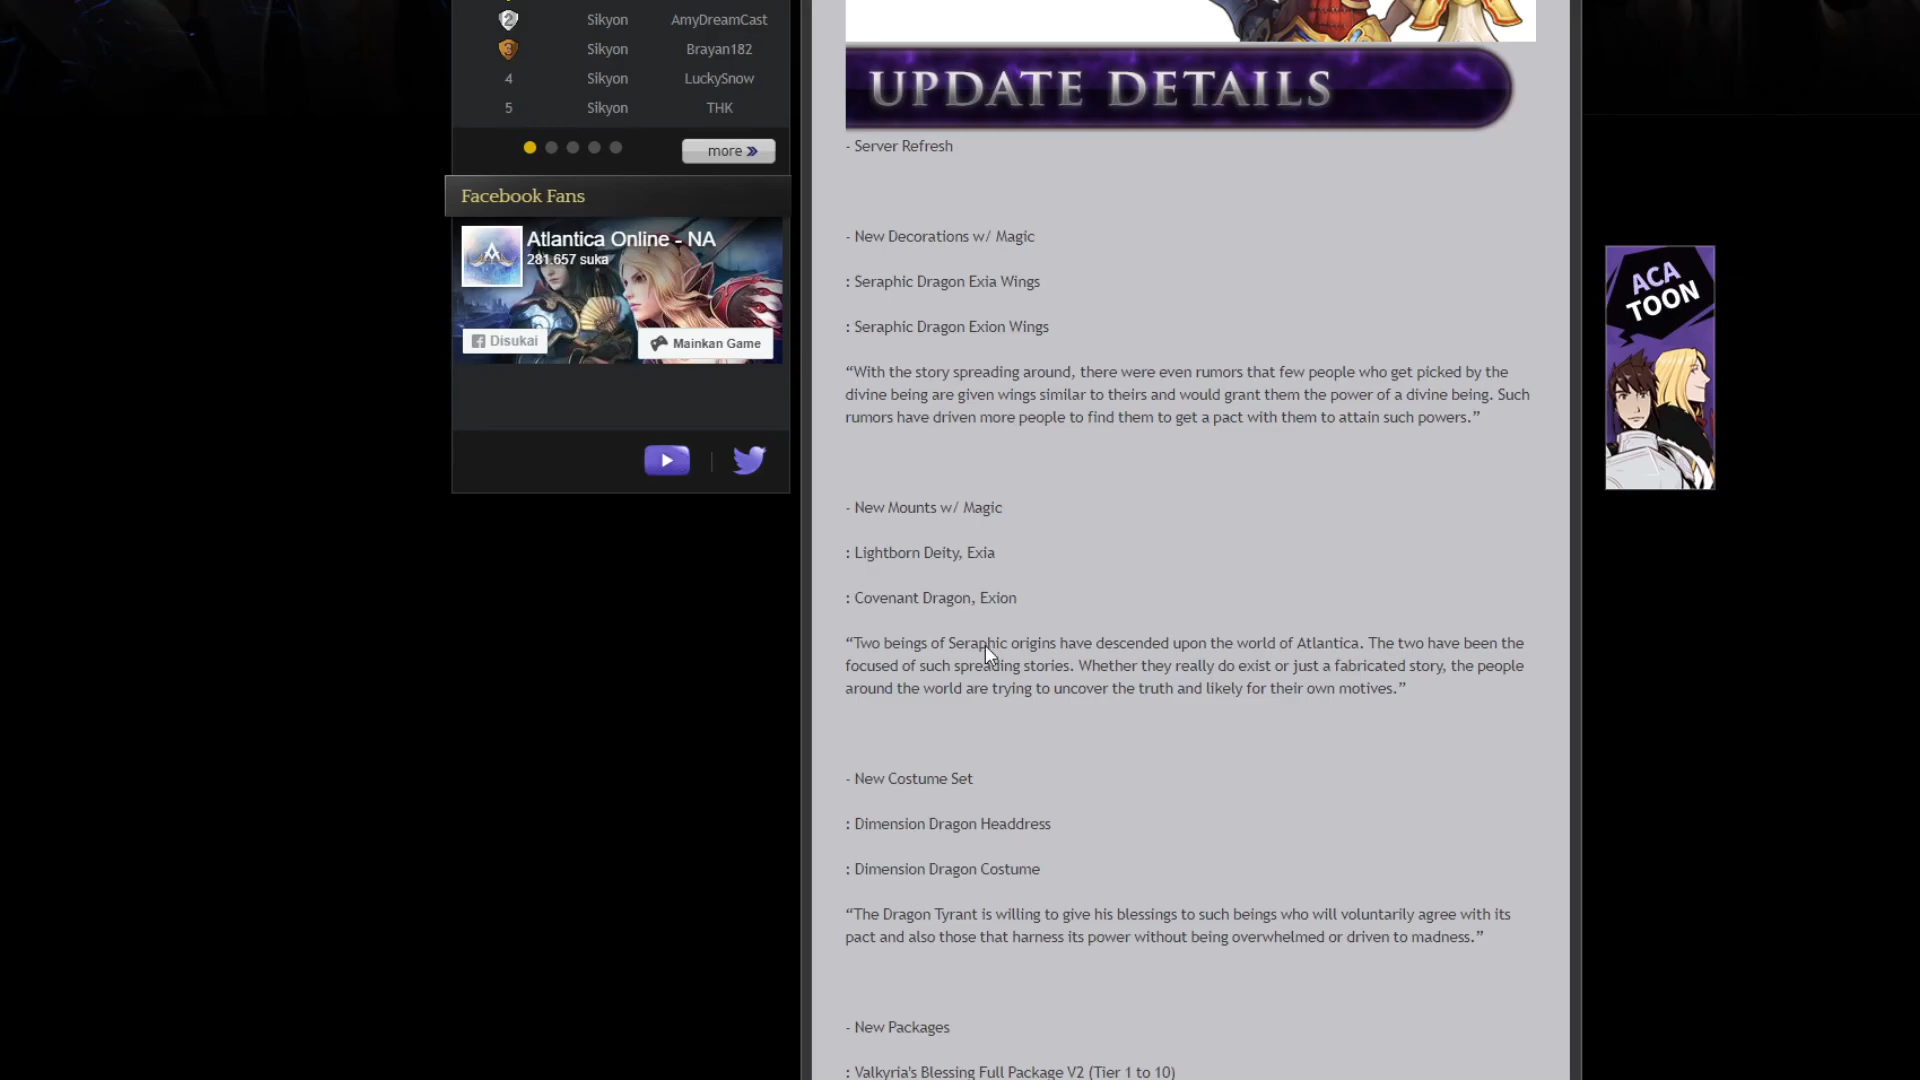 2 Sikyon AmyDreamCast
3 Sikyon Brayan182
4 Sikyon LuckySnow
5 Sikyon THK
more »
Facebook Fans
Atlantica Online - NA
281.657 suka
Disukai
Mainkan Game
UPDATE DETAILS
- Server Refresh
- New Decorations w/ Magic
: Seraphic Dragon Exia Wings
: Seraphic Dragon Exion Wings
“With the story spreading around, there were even rumors that few people who get picked by the
divine being are given wings similar to theirs and would grant them the power of a divine being. Such
rumors have driven more people to find them to get a pact with them to attain such powers.”
- New Mounts w/ Magic
: Lightborn Deity, Exia
: Covenant Dragon, Exion
“Two beings of Seraphic origins have descended upon the world of Atlantica. The two have been the
focused of such spreading stories. Whether they really do exist or just a fabricated story, the people
around the world are trying to uncover the truth and likely for their own motives.”
- New Costume Set
: Dimension Dragon Headdress
: Dimension Dragon Costume
“The Dragon Tyrant is willing to give his blessings to such beings who will voluntarily agree with its
pact and also those that harness its power without being overwhelmed or driven to madness.”
- New Packages
: Valkyria's Blessing Full Package V2 (Tier 1 to 10)
ACA
TOON